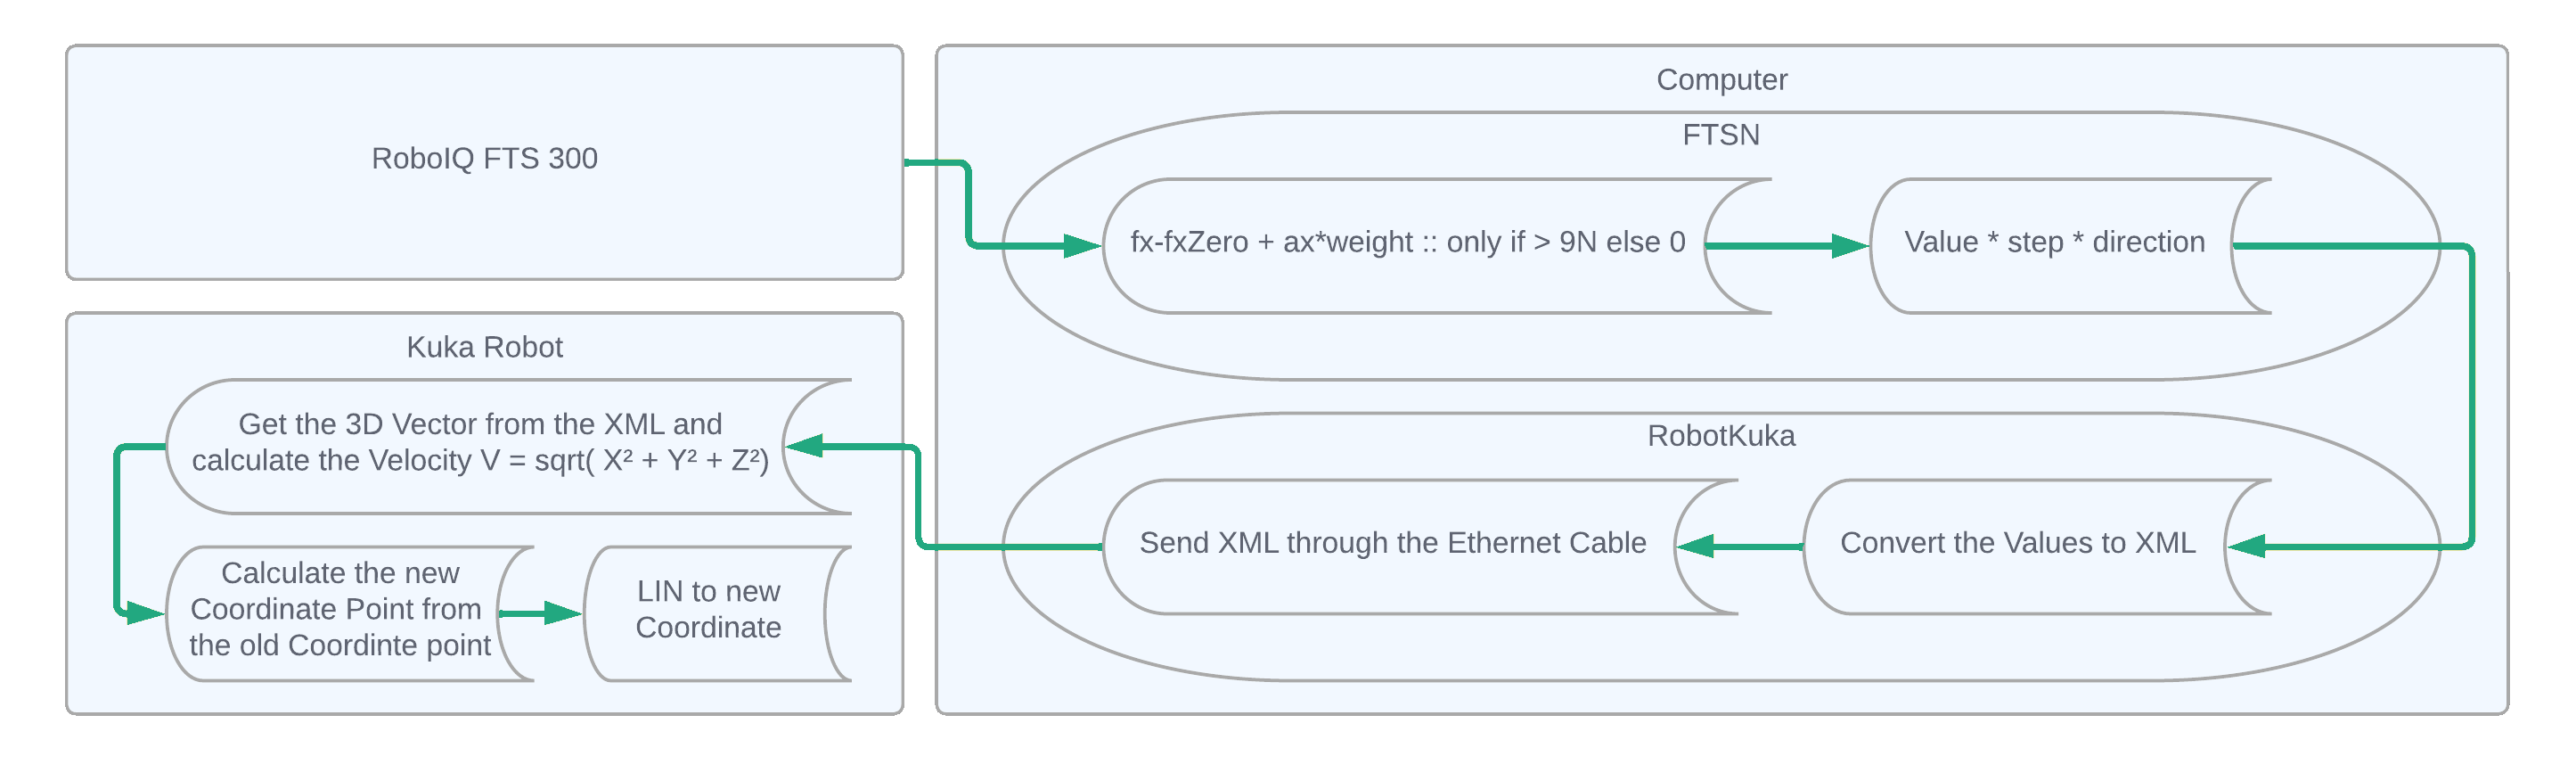 RoboIQ FTS 300
Computer
FTSN
fx-fxZero + ax*weight :: only if > 9N else 0
Value * step * direction
RobotKuka
Convert the Values to XML
Send XML through the Ethernet Cable
Kuka Robot
Get the 3D Vector from the XML and
calculate the Velocity V = sqrt( X² + Y² + Z²)
Calculate the new
Coordinate Point from
the old Coordinte point
LIN to new
Coordinate